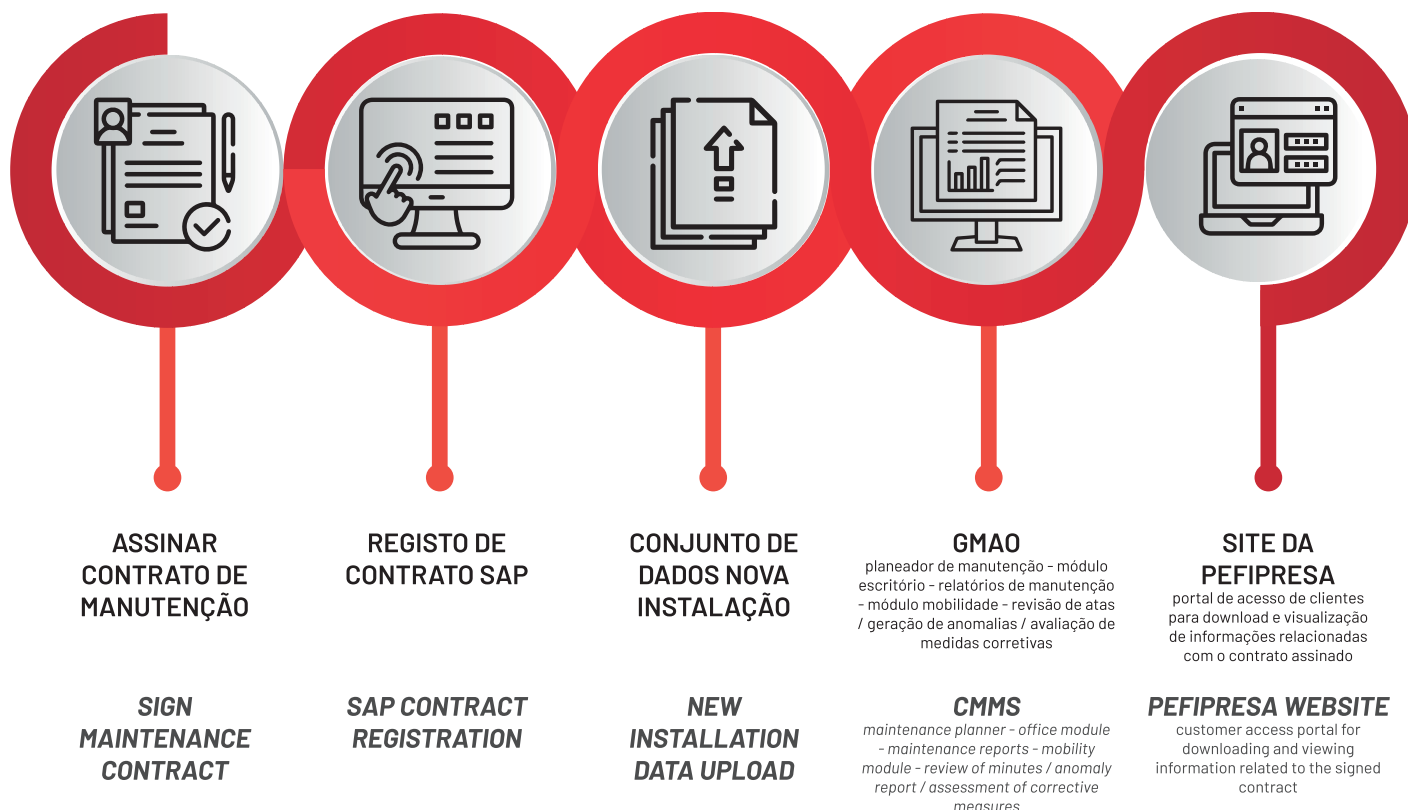 ASSINAR
CONTRATO DE
MANUTENÇÃO
REGISTO DE
CONTRATO SAP
CONJUNTO DE
DADOS NOVA
INSTALAÇÃO
GMAO
planeador de manutenção - módulo
escritório - relatórios de manutenção
- módulo mobilidade - revisão de atas
/ geração de anomalias / avaliação de
medidas corretivas
SITE DA
PEFIPRESA
portal de acesso de clientes
para download e visualização
de informações relacionadas
com o contrato assinado
SIGN
MAINTENANCE
CONTRACT
SAP CONTRACT
REGISTRATION
NEW
INSTALLATION
DATA UPLOAD
CMMS
maintenance planner - office module
- maintenance reports - mobility
module - review of minutes / anomaly
report / assessment of corrective
measures
PEFIPRESA WEBSITE
customer access portal for
downloading and viewing
information related to the signed
contract